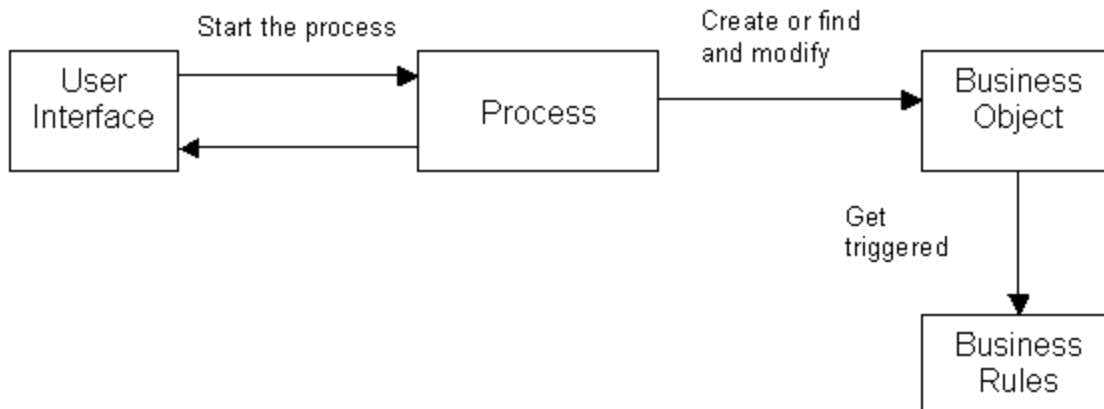 Start the process
Create or find
and modify
User
Interface
Process
Business
Object
Get
triggered
Business
Rules